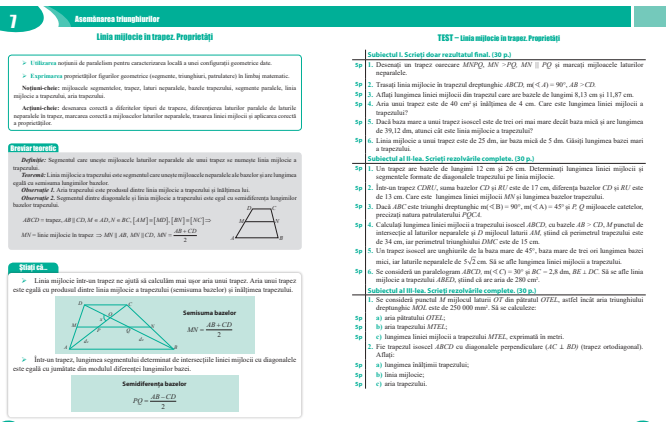 7
Asemănarea triunghiurilor
Linia mijlocie în trapez. Proprietăți
➢ Utilizarea noțiunii de paralelism pentru caracterizarea locală a unei configurații geometrice date.
➢ Exprimarea proprietăților figurilor geometrice (segmente, triunghiuri, patrulatere) în limbaj matematic.
Noțiuni-cheie: mijloacele segmentelor, trapez, laturi neparalele, bazele trapezului, segmente paralele, linia
mijlocie a trapezului, aria trapezului.
Acțiuni-cheie: desenarea corectă a diferitelor tipuri de trapeze, diferențierea laturilor paralele de laturile
neparalele în trapez, marcarea corectă a mijloacelor laturilor trapezului, trasarea liniei mijlocii și aplicarea corectă
a proprietăților.
Breviar teoretic
Definiție: Segmentul care unește mijloacele laturilor neparalele ale unui trapez se numește linia mijlocie a
trapezului.
Teoremă: Linia mijlocie a trapezului este segmentul care unește mijloacele neparalele ale bazelor și are lungimea
egală cu semisuma lungimilor bazelor.
Observația 1. Aria trapezului este produsul dintre linia mijlocie a trapezului și înălțimea lui.
Observația 2. Segmentul dintre diagonalele și linia mijlocie a trapezului este egal cu semidiferența lungimilor
bazelor trapezului.
ABCD = trapez, AB ∥ CD, M ∈ AD, N ∈ BC, [AM] ≡ [MD], [BN] ≡ [NC] ⇒
MN = linie mijlocie în trapez ⇒ MN ∥ AB, MN ∥ CD, MN = (AB + CD)/2
D C
M N
A B
Știați că...
➢ Linia mijlocie într-un trapez ne ajută să calculăm mai ușor aria unui trapez. Aria unui trapez
este egală cu produsul dintre linia mijlocie a trapezului (semisuma bazelor) și înălțimea trapezului.
D C
M P Q N
A B
Semisuma bazelor
MN = (AB + CD)/2
➢ Într-un trapez, lungimea segmentului determinat de intersecțiile liniei mijlocii cu diagonalele
este egală cu jumătate din modulul diferenței lungimilor bazei.
Semidiferența bazelor
PQ = (AB − CD)/2
TEST – Linia mijlocie în trapez. Proprietăți
Subiectul I. Scrieți doar rezultatul final. (30 p.)
5p 1. Desenați un trapez oarecare MNPQ, MN > PQ, MN || PQ și marcați mijloacele laturilor
neparalele.
5p 2. Trasați linia mijlocie în trapezul dreptunghic ABCD, m(∢A) = 90°, AB > CD.
5p 3. Aflați lungimea liniei mijlocii din trapezul care are bazele de lungimi 8,13 cm și 11,87 cm.
5p 4. Aria unui trapez este de 40 cm² și înălțimea de 4 cm. Care este lungimea liniei mijlocii a
trapezului?
5p 5. Dacă baza mare a unui trapez isoscel este de trei ori mai mare decât baza mică și are lungimea
de 39,12 dm, atunci cât este linia mijlocie a trapezului?
5p 6. Linia mijlocie a unui trapez este de 25 dm, iar baza mică de 5 dm. Găsiți lungimea bazei mari
a trapezului.
Subiectul al II-lea. Scrieți rezolvările complete. (30 p.)
5p 1. Un trapez are bazele de lungimi 12 cm și 26 cm. Determinați lungimea liniei mijlocii și
segmentele formate de diagonalele trapezului pe linia mijlocie.
5p 2. Într-un trapez CDRU, suma bazelor CD și RU este de 17 cm, diferența bazelor CD și RU este
de 13 cm. Care este lungimea liniei mijlocii MN și lungimea bazelor trapezului.
5p 3. Dacă ABC este triunghi dreptunghic m(∢B) = 90°, m(∢A) = 45° și P, Q mijloacele catetelor,
precizați natura patrulaterului PQCA.
5p 4. Calculați lungimea liniei mijlocii a trapezului isoscel ABCD, cu bazele AB > CD, M punctul de
intersecție al laturilor neparalele și D mijlocul laturii AM, știind că perimetrul trapezului este
de 34 cm, iar perimetrul triunghiului DMC este de 15 cm.
5p 5. Un trapez isoscel are unghiurile de la baza mare de 45°, baza mare de trei ori lungimea bazei
mici, iar laturile neparalele de 5√2 cm. Să se afle lungimea liniei mijlocii a trapezului.
5p 6. Se consideră un paralelogram ABCD, m(∢C) = 30° și BC = 2,8 dm, BE ⊥ DC. Să se afle linia
mijlocie a trapezului ABED, știind că are aria de 280 cm².
Subiectul al III-lea. Scrieți rezolvările complete. (30 p.)
1. Se consideră punctul M mijlocul laturii OT din pătratul OTEL, astfel încât aria triunghiului
dreptunghic MOL este de 250 000 mm². Să se calculeze:
5p a) aria pătratului OTEL;
5p b) aria trapezului MTEL;
5p c) lungimea liniei mijlocii a trapezului MTEL, exprimată în metri.
2. Fie trapezul isoscel ABCD cu diagonalele perpendiculare (AC ⊥ BD) (trapez ortodiagonal).
Aflați:
5p a) lungimea înălțimii trapezului;
5p b) linia mijlocie;
5p c) aria trapezului.